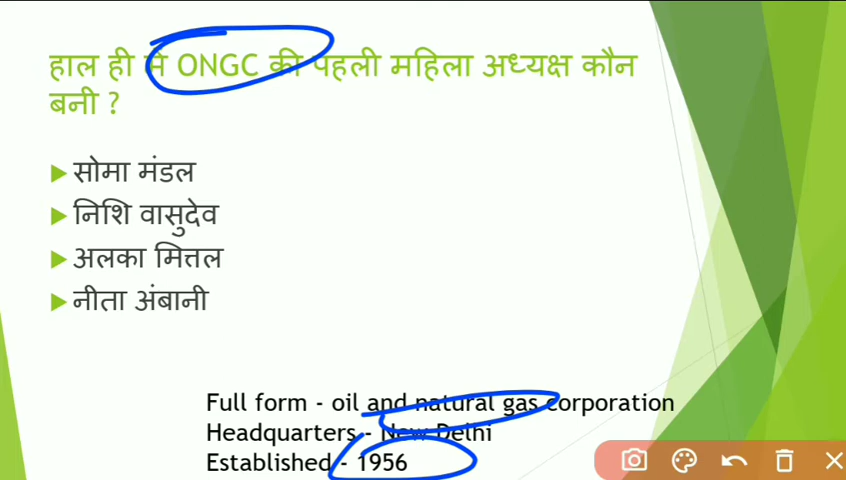 हाल ही में ONGC की पहली महिला अध्यक्ष कौन
बनी ?
सोमा मंडल
निशि वासुदेव
अलका मित्तल
नीता अंबानी
Full form - oil and natural gas corporation
Headquarters - New Delhi
Established - 1956